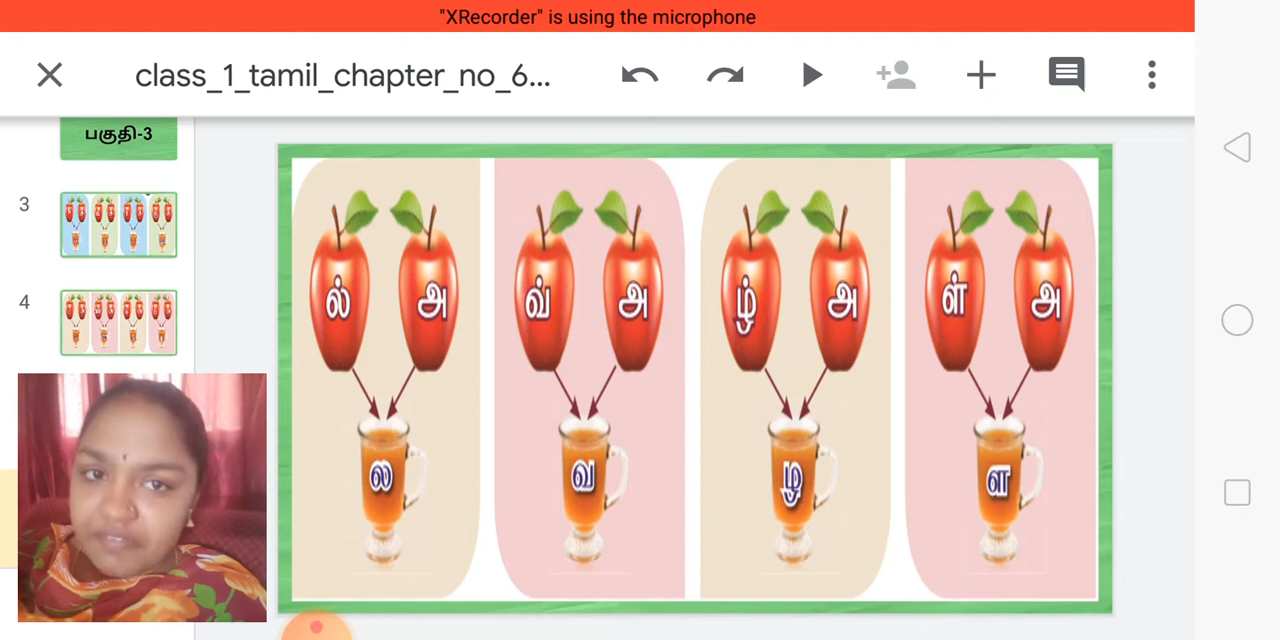 "XRecorder" is using the microphone
class_1_tamil_chapter_no_6...
பகுதி-3
3
4
ல் அ வ் அ ழ் அ ள் அ
ல வ ழ ள